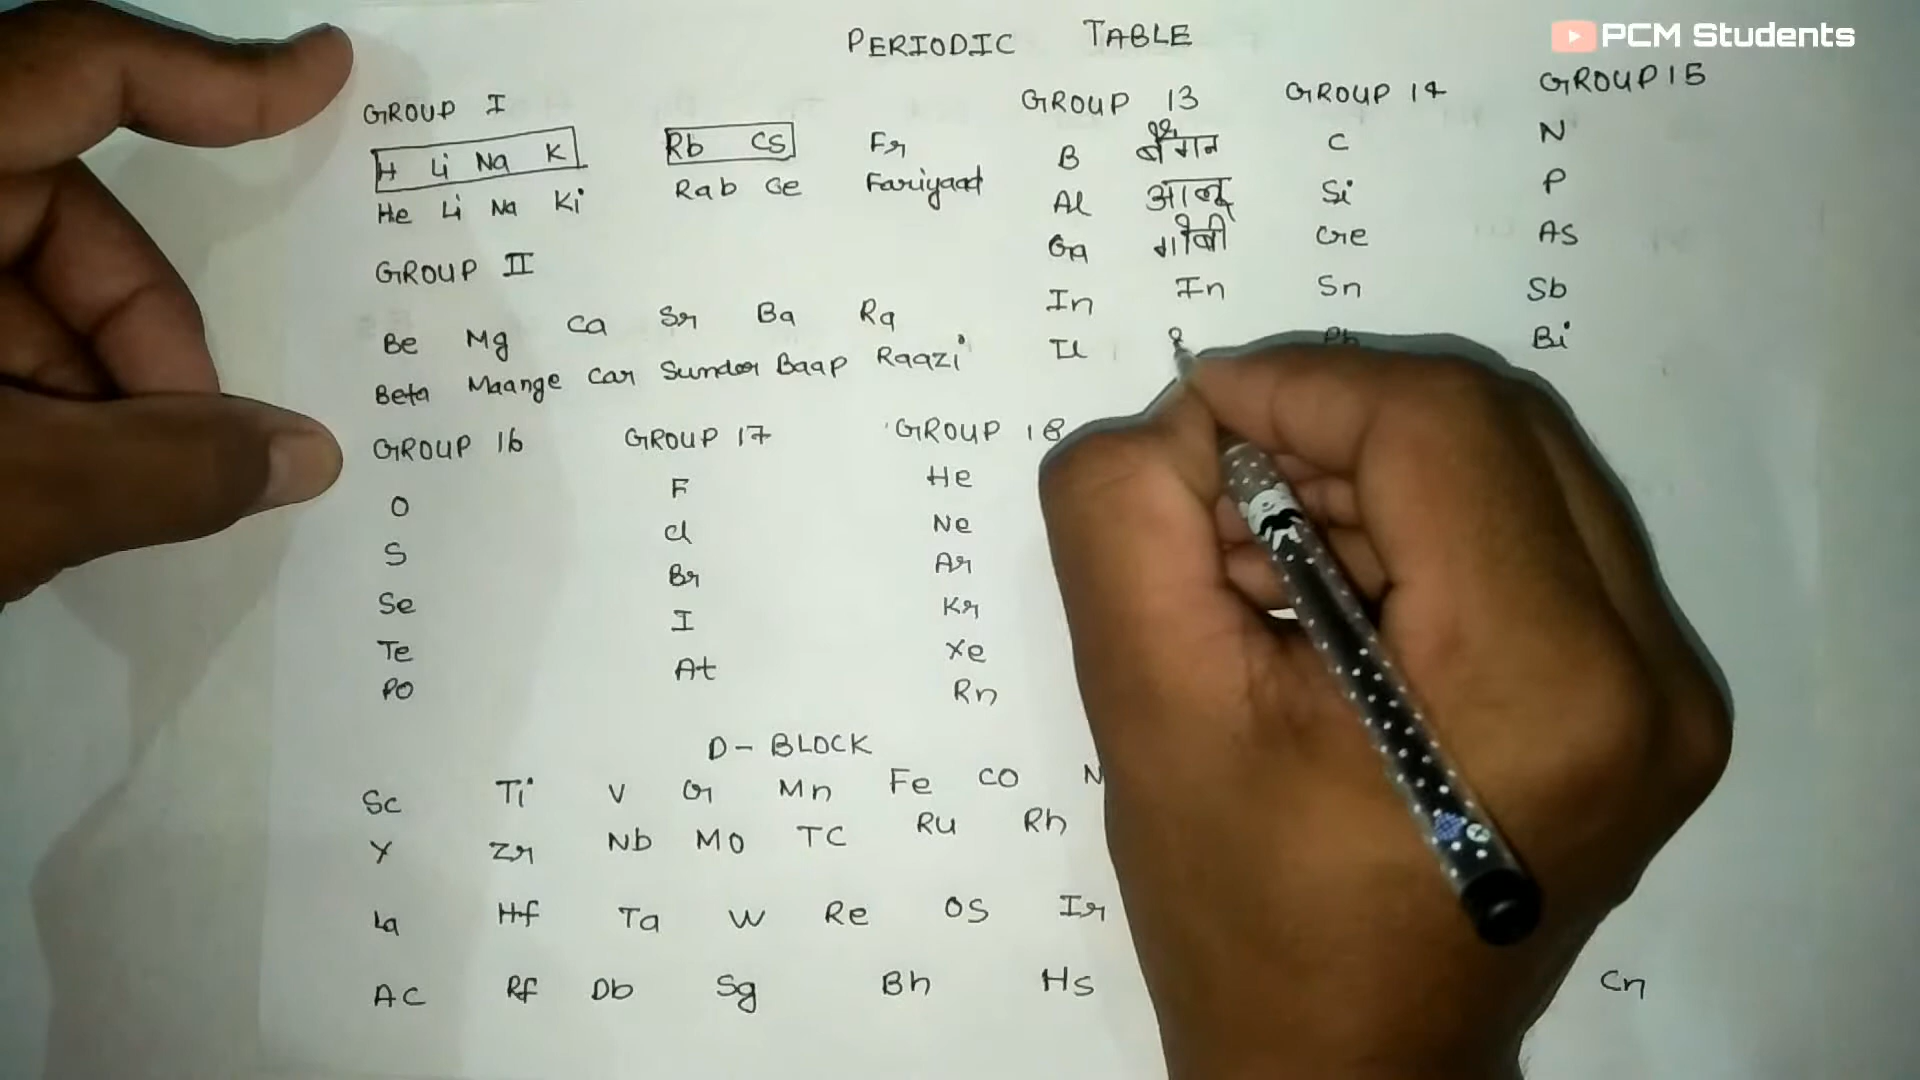 PERIODIC TABLE
PCM Students
GROUP I
H Li Na K Rb Cs Fr
He Li Na Ki Rab Ce Fariyaad
GROUP II
Be Mg Ca Sr Ba Ra
Beta Maange Car Sunder Baap Raazi
GROUP 13
B बैंगन
Al आलू
Ga गोबी
In In
Tl
GROUP 14
C
Si
Ge
Sn
Pb
GROUP 15
N
P
As
Sb
Bi
GROUP 16
O
S
Se
Te
PO
GROUP 17
F
Cl
Br
I
At
GROUP 18
He
Ne
Ar
Kr
Xe
Rn
D - BLOCK
Sc Ti V Cr Mn Fe CO N
Y Zr Nb MO TC Ru Rh
La Hf Ta W Re OS Ir
AC Rf Db Sg Bh Hs Cn